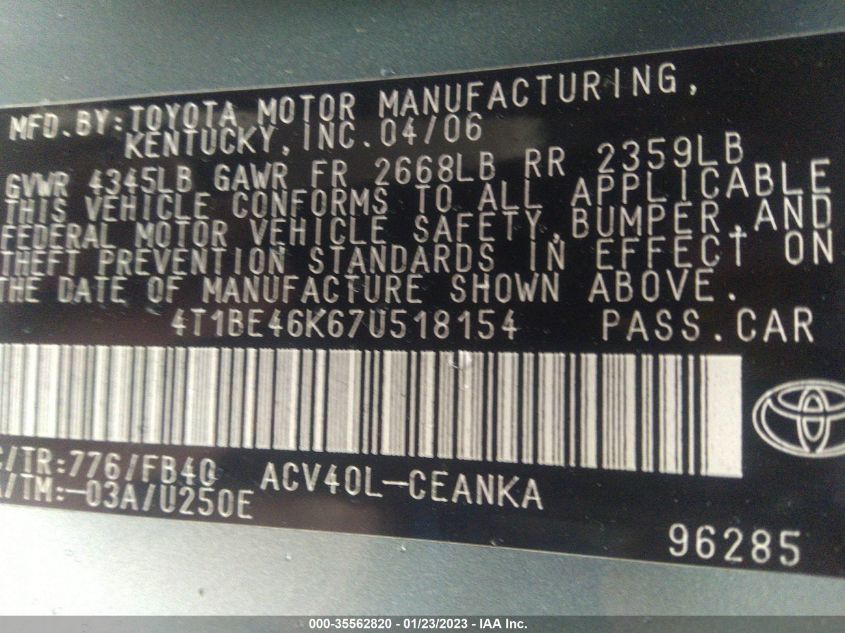 MFD.BY:TOYOTA MOTOR MANUFACTURING,
KENTUCKY, INC. 04/06
GVWR 4345LB GAWR FR 2668LB RR 2359LB
THIS VEHICLE CONFORMS TO ALL APPLICABLE
FEDERAL MOTOR VEHICLE SAFETY, BUMPER, AND
THEFT PREVENTION STANDARDS IN EFFECT ON
THE DATE OF MANUFACTURE SHOWN ABOVE.
4T1BE46K67U518154 PASS.CAR
C/TR:776/FB40 ACV40L-CEANKA
A/TM:-03A/U250E
96285
000-35562820 - 01/23/2023 - IAA Inc.